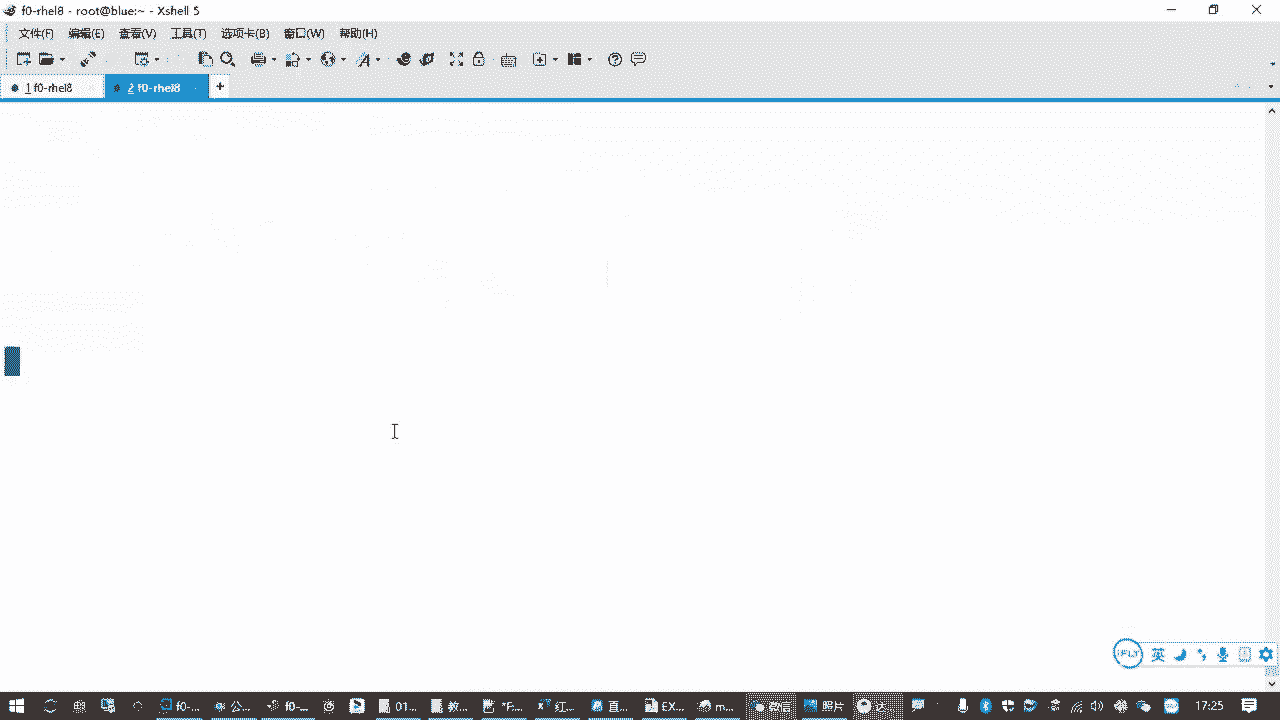 f0-rhel8 - root@blue:~ - Xshell 5
文件(F) 编辑(E) 查看(V) 工具(T) 选项卡(B) 窗口(W) 帮助(H)
1 f0-rhel8 2 f0-rhel8 +
英
f0-... 公... f0-... 01... 教... 红... 直... EX... m... 微信 照片 17:25